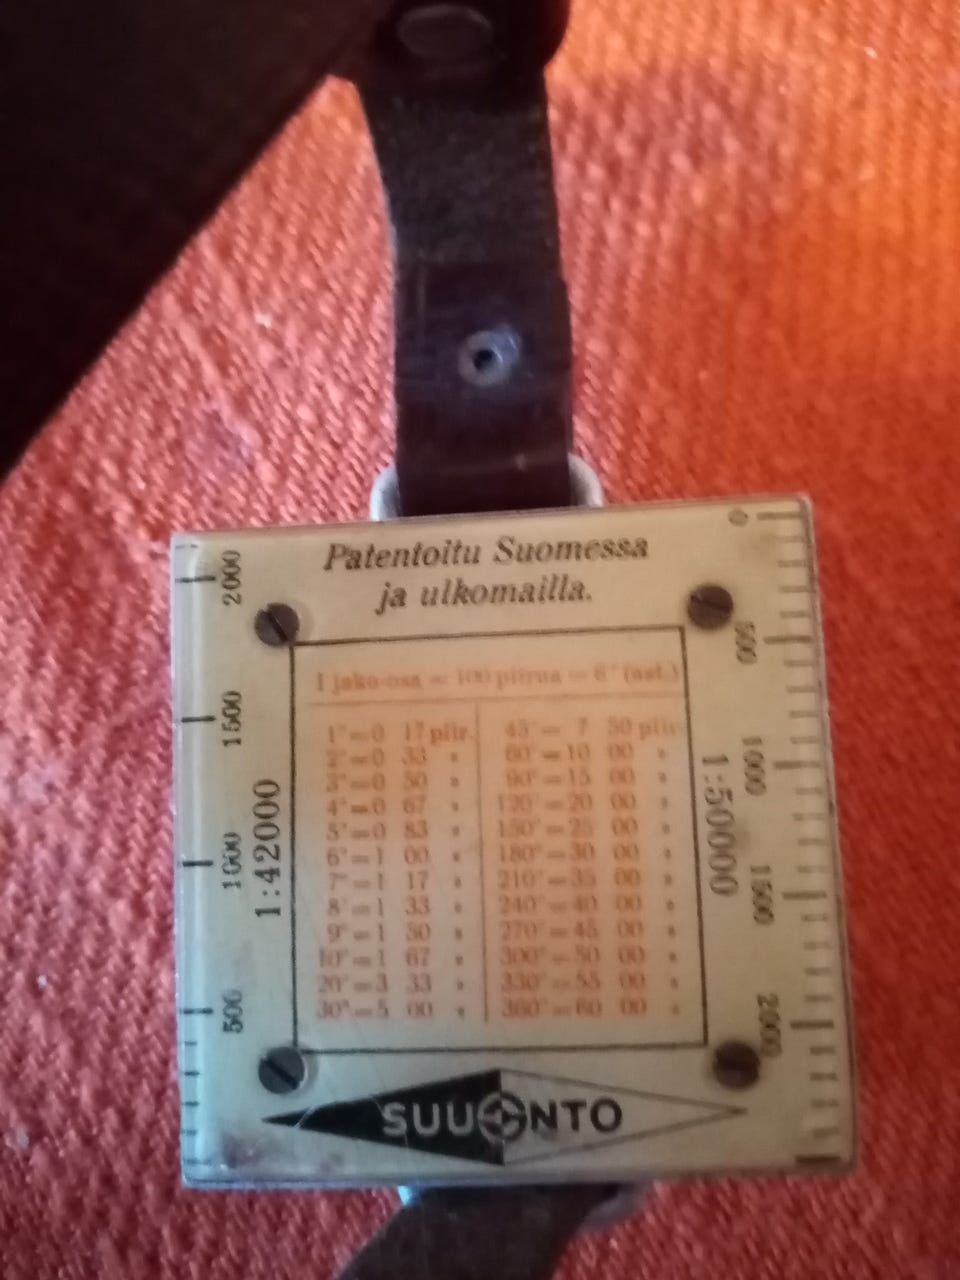 Patentoitu Suomessa
ja ulkomailla.
1 jako-osa = 100 piirua = 6° (ast.)
1° = 0 17 piir.
2° = 0 33 "
3° = 0 50 "
4° = 0 67 "
5° = 0 83 "
6° = 1 00 "
7° = 1 17 "
8° = 1 33 "
9° = 1 50 "
10° = 1 67 "
20° = 3 33 "
30° = 5 00 "
45° = 7 50 piir.
60° = 10 00 "
90° = 15 00 "
120° = 20 00 "
150° = 25 00 "
180° = 30 00 "
210° = 35 00 "
240° = 40 00 "
270° = 45 00 "
300° = 50 00 "
330° = 55 00 "
360° = 60 00 "
2000
1500
1000
500
1:42000
0
500
1000
1500
2000
1:50000
SUUNTO